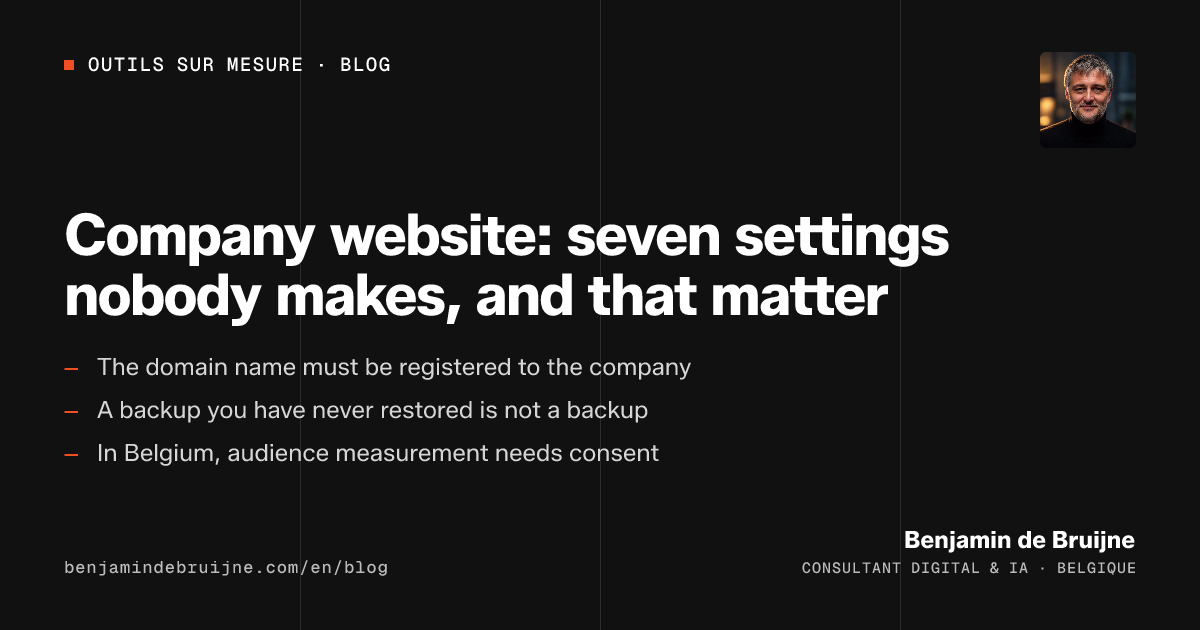 OUTILS SUR MESURE · BLOG
Company website: seven settings
nobody makes, and that matter
– The domain name must be registered to the company
– A backup you have never restored is not a backup
– In Belgium, audience measurement needs consent
Benjamin de Bruijne
benjamindebruijne.com/en/blog
CONSULTANT DIGITAL & IA · BELGIQUE